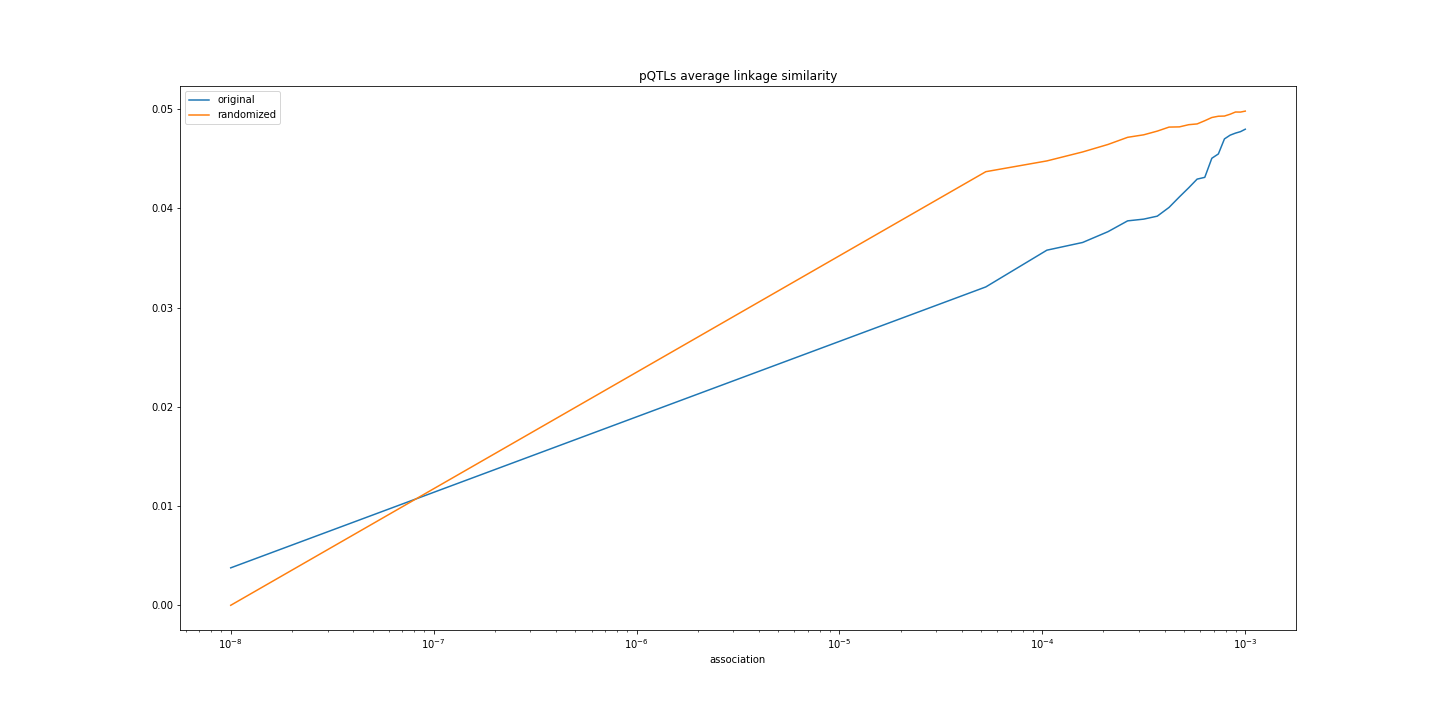 pQTLs average linkage similarity
original
randomized
0.05
0.04
0.03
0.02
0.01
0.00
10⁻⁸ 10⁻⁷ 10⁻⁶ 10⁻⁵ 10⁻⁴ 10⁻³
association